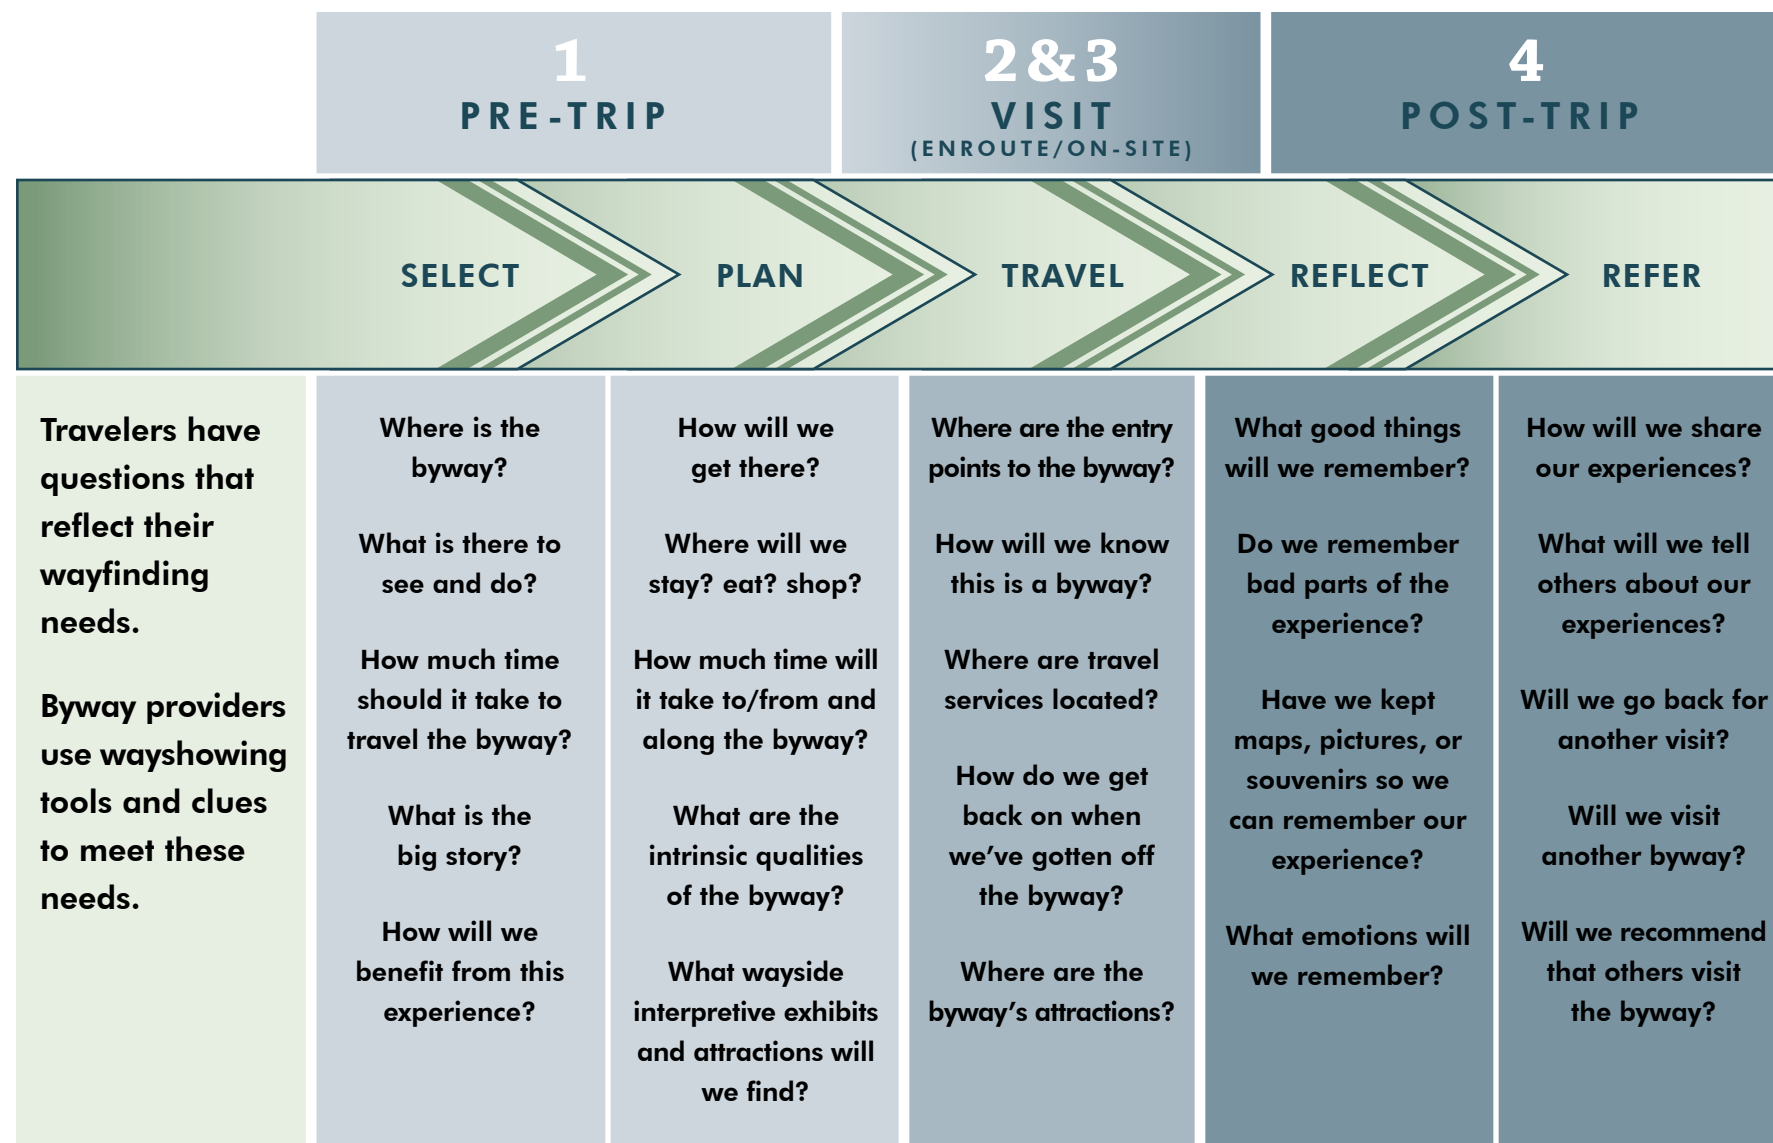 1
PRE-TRIP
2&3
VISIT
(ENROUTE/ON-SITE)
4
POST-TRIP
SELECT
PLAN
TRAVEL
REFLECT
REFER
Travelers have
questions that
reflect their
wayfinding
needs.
Byway providers
use wayshowing
tools and clues
to meet these
needs.
Where is the
byway?
What is there to
see and do?
How much time
should it take to
travel the byway?
What is the
big story?
How will we
benefit from this
experience?
How will we
get there?
Where will we
stay? eat? shop?
How much time will
it take to/from and
along the byway?
What are the
intrinsic qualities
of the byway?
What wayside
interpretive exhibits
and attractions will
we find?
Where are the entry
points to the byway?
How will we know
this is a byway?
Where are travel
services located?
How do we get
back on when
we’ve gotten off
the byway?
Where are the
byway’s attractions?
What good things
will we remember?
Do we remember
bad parts of the
experience?
Have we kept
maps, pictures, or
souvenirs so we
can remember our
experience?
What emotions will
we remember?
How will we share
our experiences?
What will we tell
others about our
experiences?
Will we go back for
another visit?
Will we visit
another byway?
Will we recommend
that others visit
the byway?